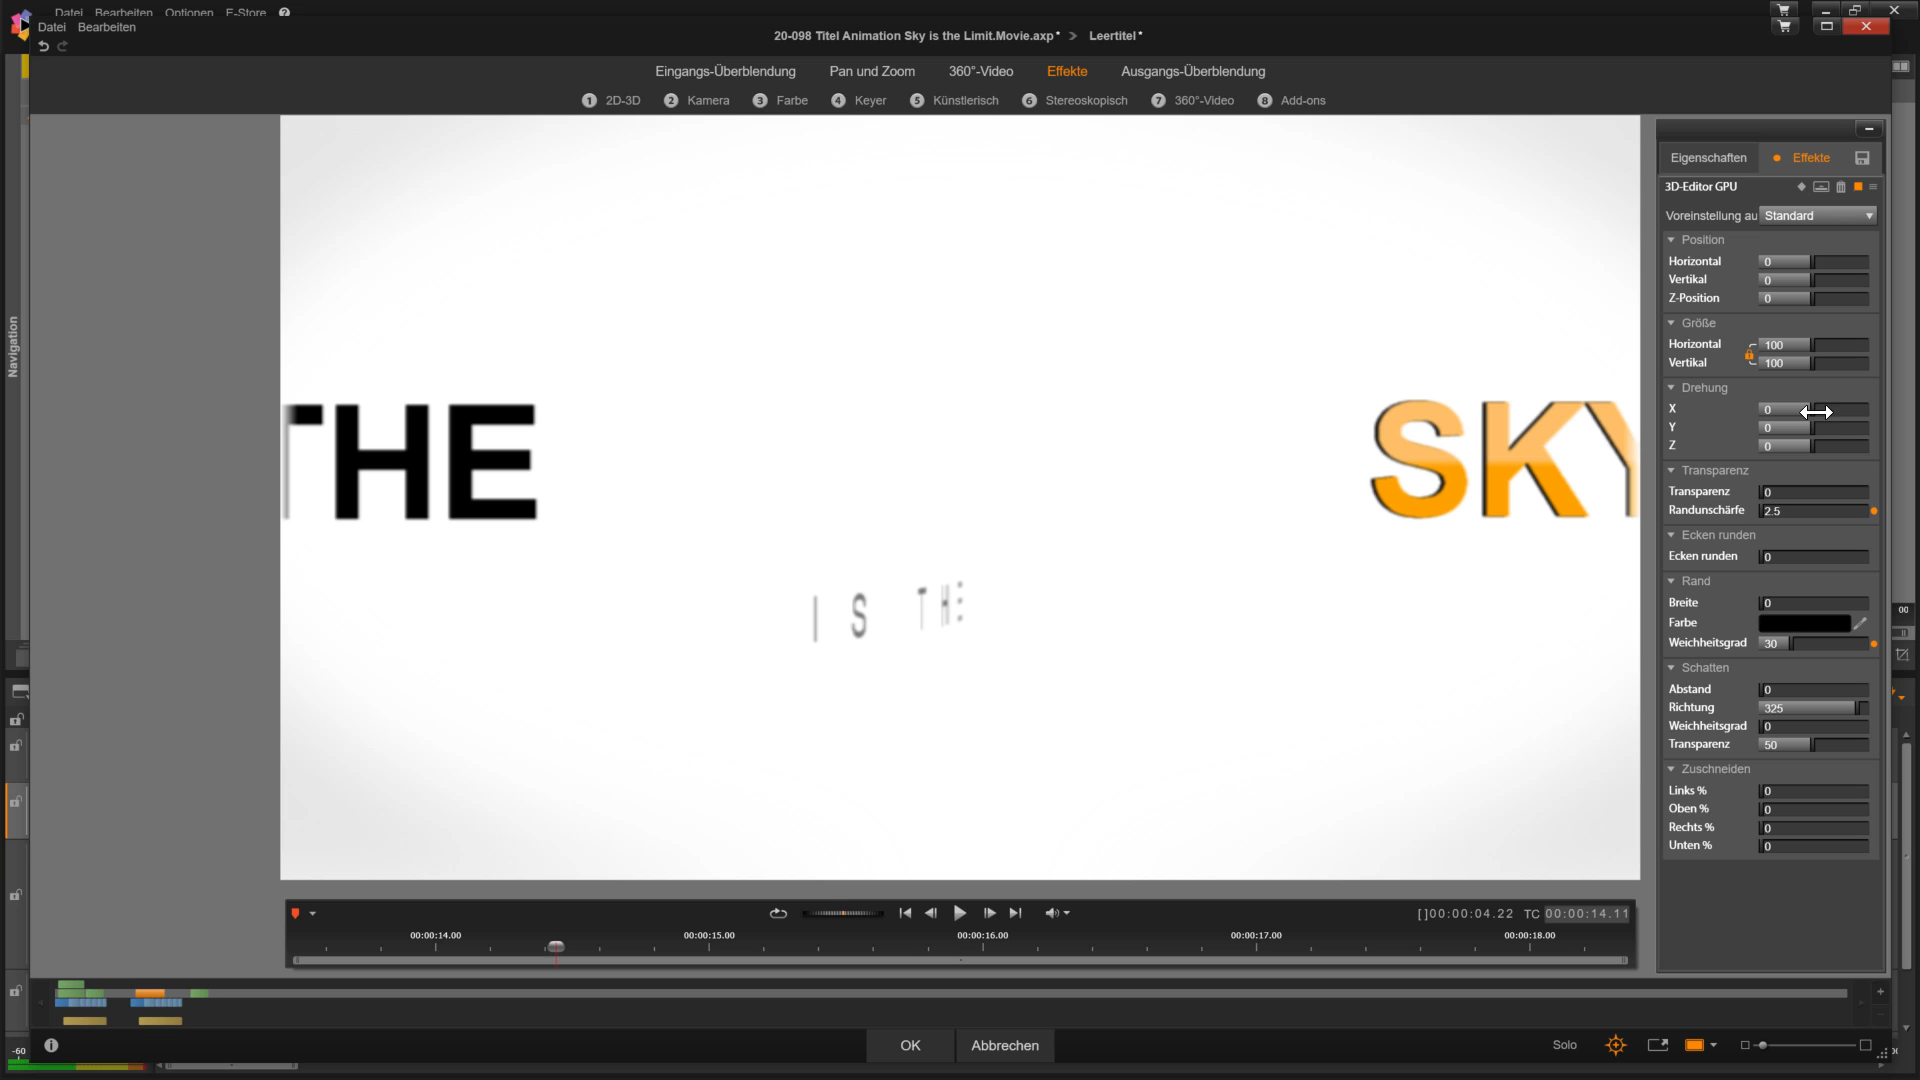 Datei Bearbeiten Optionen E-Store
Datei Bearbeiten
20-098 Titel Animation Sky is the Limit.Movie.axp* > Leertitel*
Eingangs-Überblendung Pan und Zoom 360°-Video Effekte Ausgangs-Überblendung
1 2D-3D 2 Kamera 3 Farbe 4 Keyer 5 Künstlerisch 6 Stereoskopisch 7 360°-Video 8 Add-ons
Navigation
THE
SKY
IS THE
Eigenschaften Effekte
3D-Editor GPU
Voreinstellung au Standard
Position
Horizontal 0
Vertikal 0
Z-Position 0
Größe
Horizontal 100
Vertikal 100
Drehung
X 0
Y 0
Z 0
Transparenz
Transparenz 0
Randunschärfe 2.5
Ecken runden
Ecken runden 0
Rand
Breite 0
Farbe
Weichheitsgrad 30
Schatten
Abstand 0
Richtung 325
Weichheitsgrad 0
Transparenz 50
Zuschneiden
Links % 0
Oben % 0
Rechts % 0
Unten % 0
[]00:00:04.22 TC 00:00:14.11
00:00:14.00 00:00:15.00 00:00:16.00 00:00:17.00 00:00:18.00
00
-60
OK Abbrechen
Solo